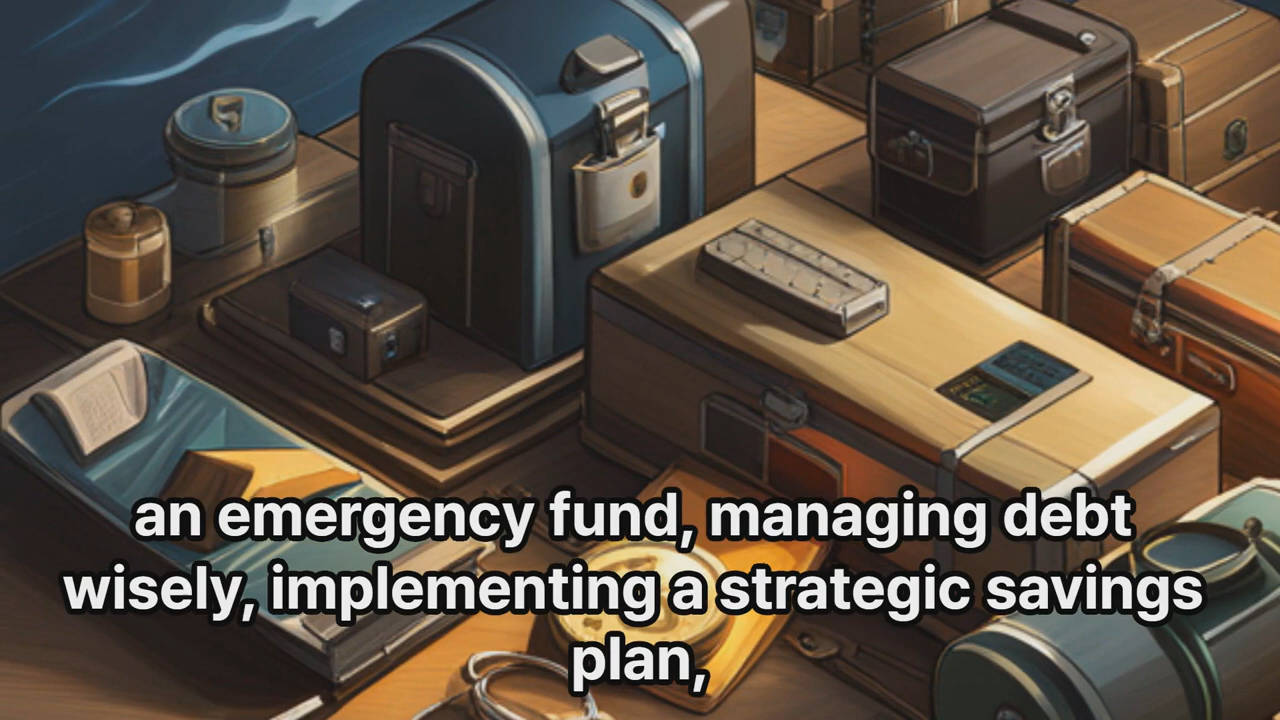 an emergency fund, managing debt
wisely, implementing a strategic savings
plan,